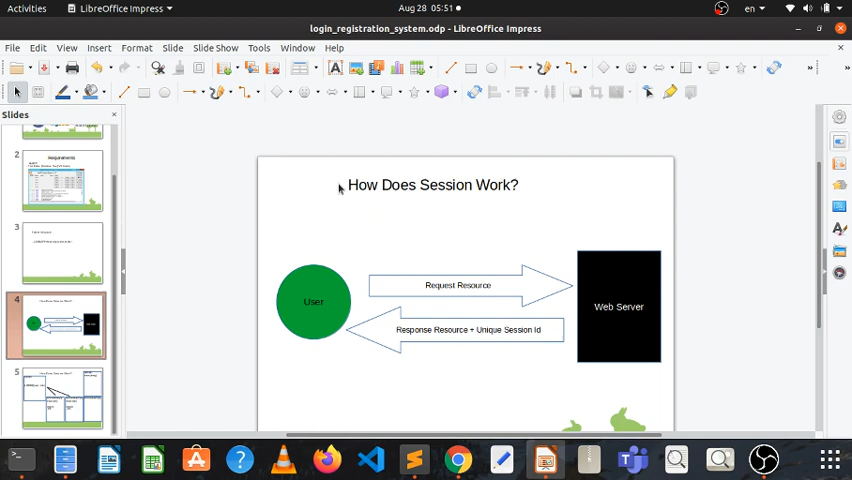 Activities LibreOffice Impress Aug 28 05:51 en
login_registration_system.odp - LibreOffice Impress
File Edit View Insert Format Slide Slide Show Tools Window Help
Slides
2
Requirements
3
4
5
How Does Session Work?
User
Request Resource
Response Resource + Unique Session Id
Web Server